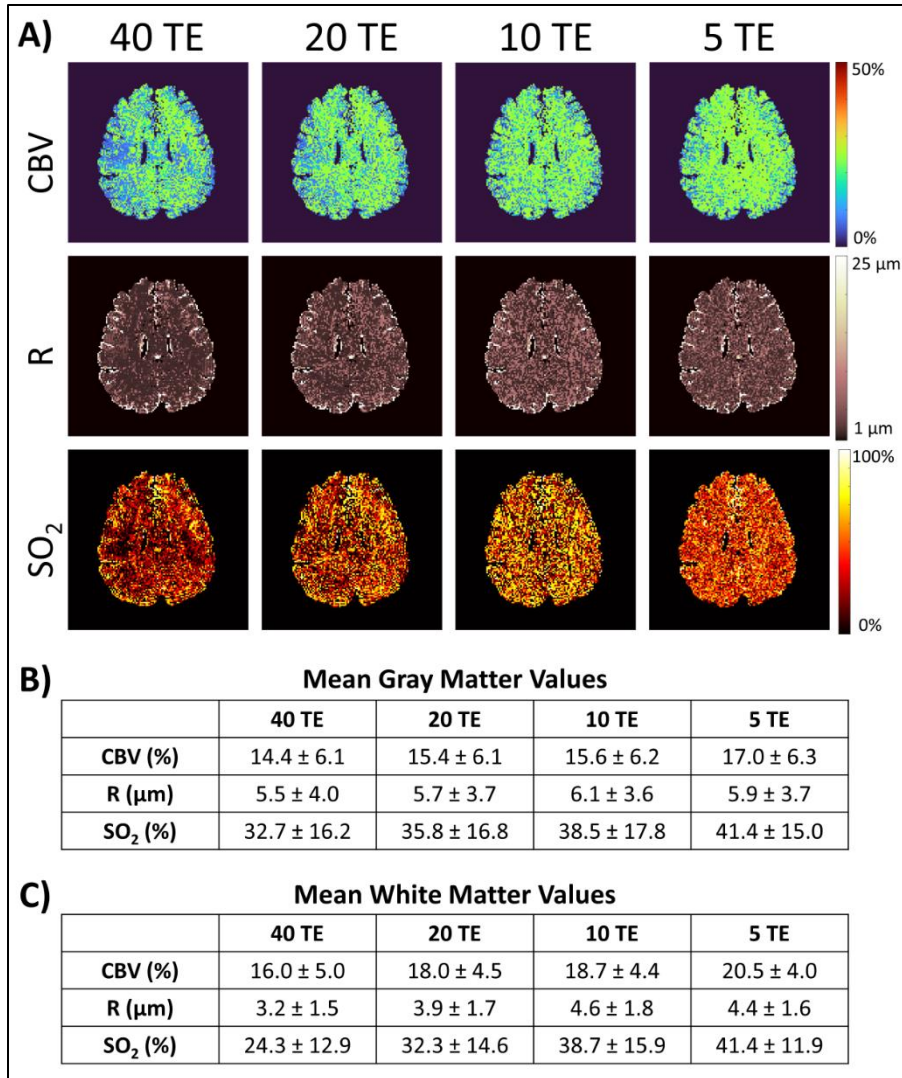 A)
40 TE 20 TE 10 TE 5 TE
CBV
50%
0%
R
25 µm
1 µm
SO₂
100%
0%
B)
Mean Gray Matter Values
40 TE 20 TE 10 TE 5 TE
CBV (%) 14.4 ± 6.1 15.4 ± 6.1 15.6 ± 6.2 17.0 ± 6.3
R (µm) 5.5 ± 4.0 5.7 ± 3.7 6.1 ± 3.6 5.9 ± 3.7
SO₂ (%) 32.7 ± 16.2 35.8 ± 16.8 38.5 ± 17.8 41.4 ± 15.0
C)
Mean White Matter Values
40 TE 20 TE 10 TE 5 TE
CBV (%) 16.0 ± 5.0 18.0 ± 4.5 18.7 ± 4.4 20.5 ± 4.0
R (µm) 3.2 ± 1.5 3.9 ± 1.7 4.6 ± 1.8 4.4 ± 1.6
SO₂ (%) 24.3 ± 12.9 32.3 ± 14.6 38.7 ± 15.9 41.4 ± 11.9